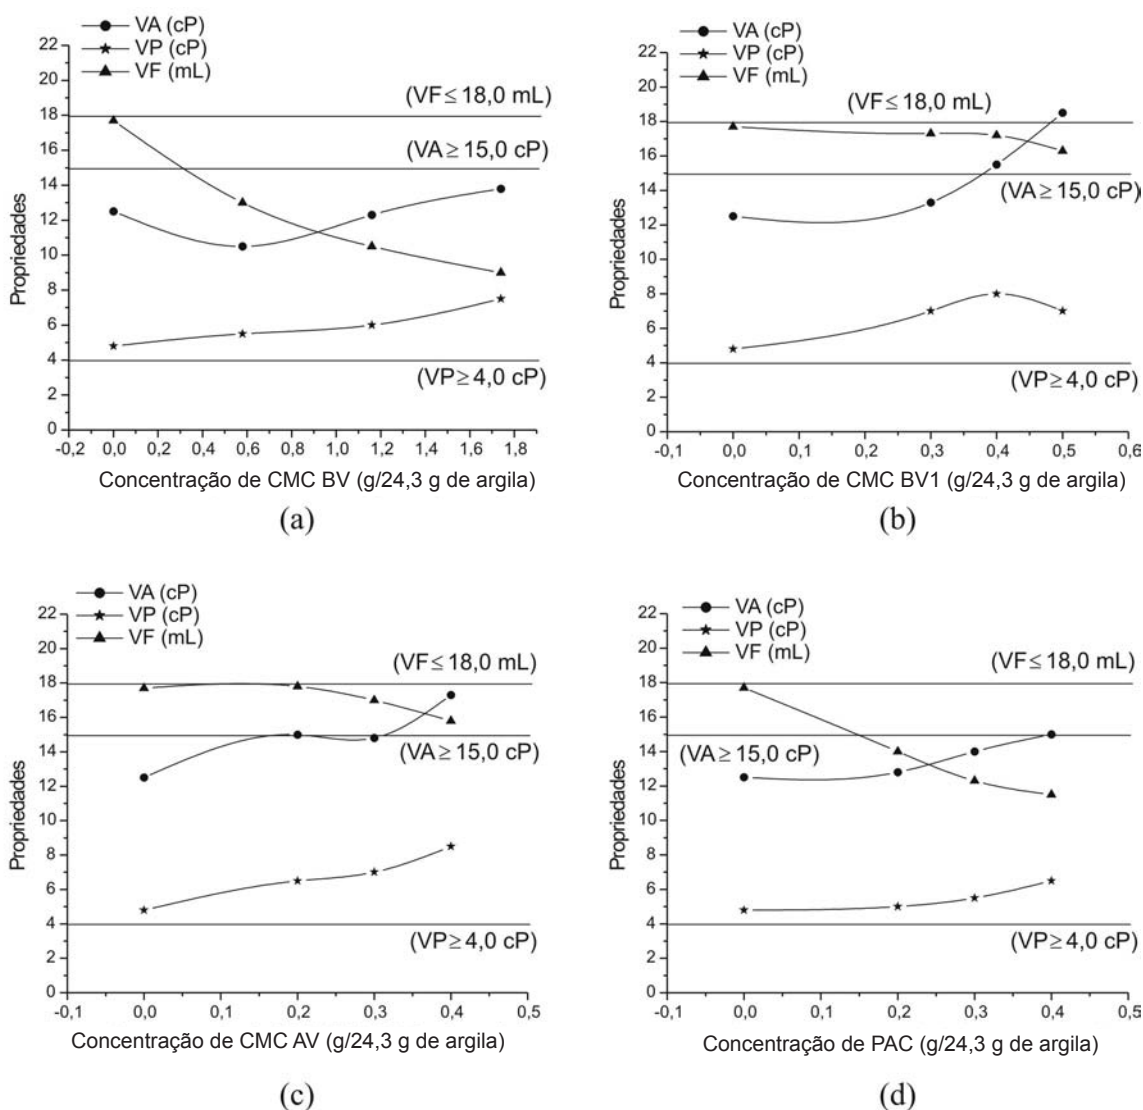 VA (cP)
VP (cP)
VF (mL)
22
20
18
16
14
12
10
8
6
4
2
0
Propriedades
(VF ≤ 18,0 mL)
(VA ≥ 15,0 cP)
(VP ≥ 4,0 cP)
-0,2 0,0 0,2 0,4 0,6 0,8 1,0 1,2 1,4 1,6 1,8
Concentração de CMC BV (g/24,3 g de argila)
(a)
VA (cP)
VP (cP)
VF (mL)
22
20
18
16
14
12
10
8
6
4
2
0
Propriedades
(VF ≤ 18,0 mL)
(VA ≥ 15,0 cP)
(VP ≥ 4,0 cP)
-0,1 0,0 0,1 0,2 0,3 0,4 0,5 0,6
Concentração de CMC BV1 (g/24,3 g de argila)
(b)
VA (cP)
VP (cP)
VF (mL)
22
20
18
16
14
12
10
8
6
4
2
0
Propriedades
(VF ≤ 18,0 mL)
(VA ≥ 15,0 cP)
(VP ≥ 4,0 cP)
-0,1 0,0 0,1 0,2 0,3 0,4 0,5
Concentração de CMC AV (g/24,3 g de argila)
(c)
VA (cP)
VP (cP)
VF (mL)
22
20
18
16
14
12
10
8
6
4
2
0
Propriedades
(VF ≤ 18,0 mL)
(VA ≥ 15,0 cP)
(VP ≥ 4,0 cP)
-0,1 0,0 0,1 0,2 0,3 0,4 0,5
Concentração de PAC (g/24,3 g de argila)
(d)